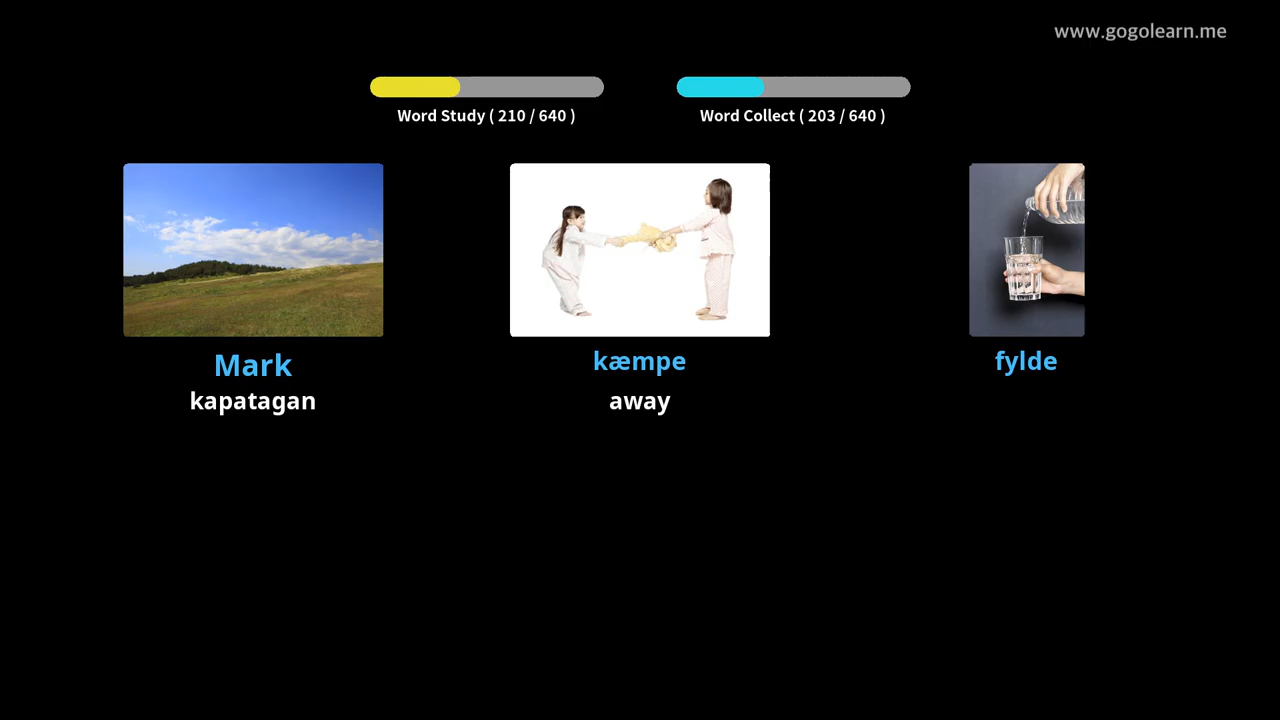 www.gogolearn.me
Word Study ( 210 / 640 )
Word Collect ( 203 / 640 )
Mark
kapatagan
kæmpe
away
fylde